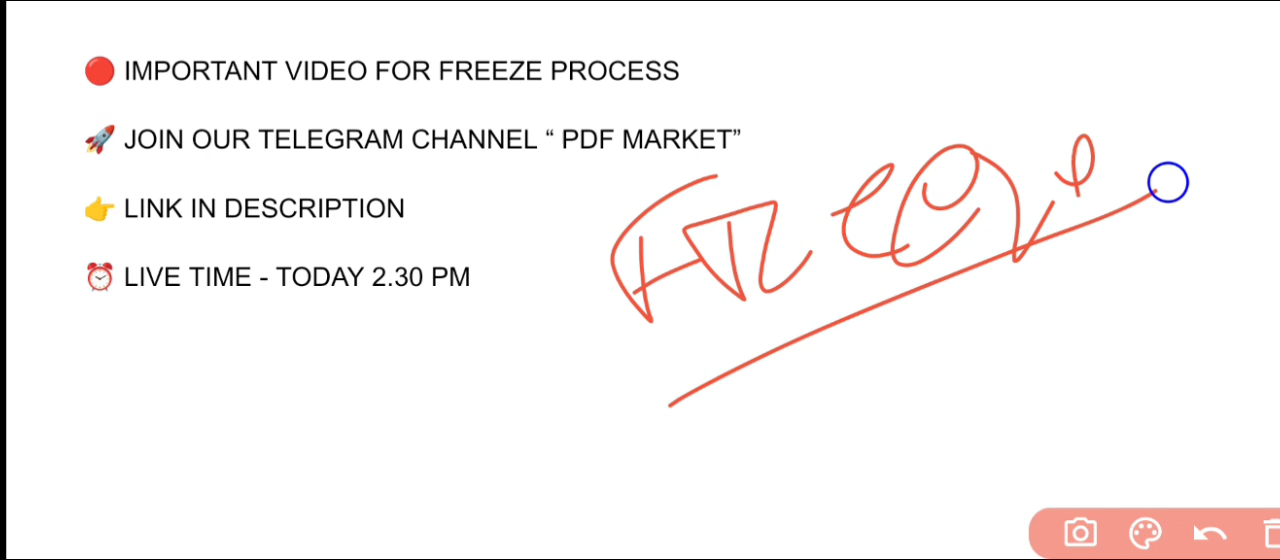 🔴 IMPORTANT VIDEO FOR FREEZE PROCESS
🚀 JOIN OUR TELEGRAM CHANNEL “ PDF MARKET”
👉 LINK IN DESCRIPTION
⏰ LIVE TIME - TODAY 2.30 PM